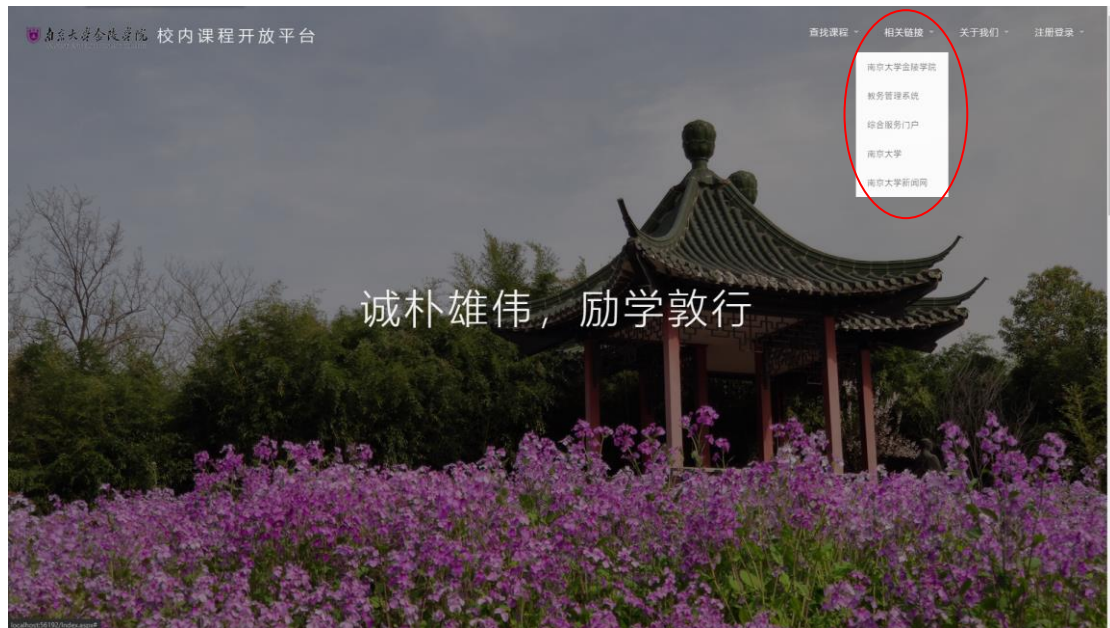 南京大学金陵学院 校内课程开放平台
查找课程 相关链接 关于我们 注册登录
南京大学金陵学院
教务管理系统
综合服务门户
南京大学
南京大学新闻网
诚朴雄伟，励学敦行
localhost:56192/Index.aspx#